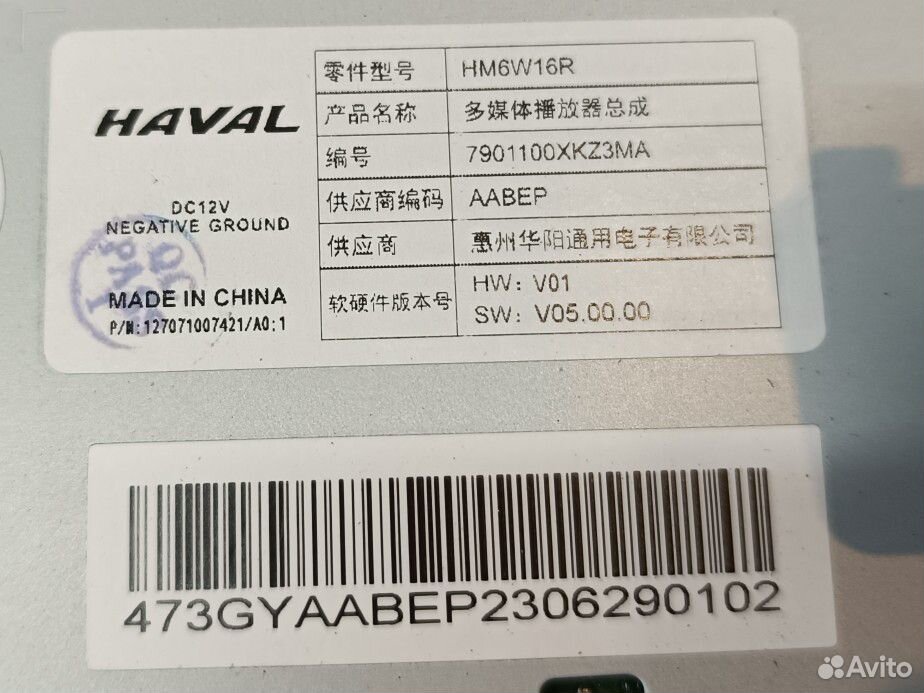 HAVAL
DC12V
NEGATIVE GROUND
QC
PASS
1
MADE IN CHINA
P/N:127071007421/A0;1
零件型号 HM6W16R
产品名称 多媒体播放器总成
编号 7901100XKZ3MA
供应商编码 AABEP
供应商 惠州华阳通用电子有限公司
软硬件版本号 HW: V01
SW: V05.00.00
473GYAABEP2306290102
Avito